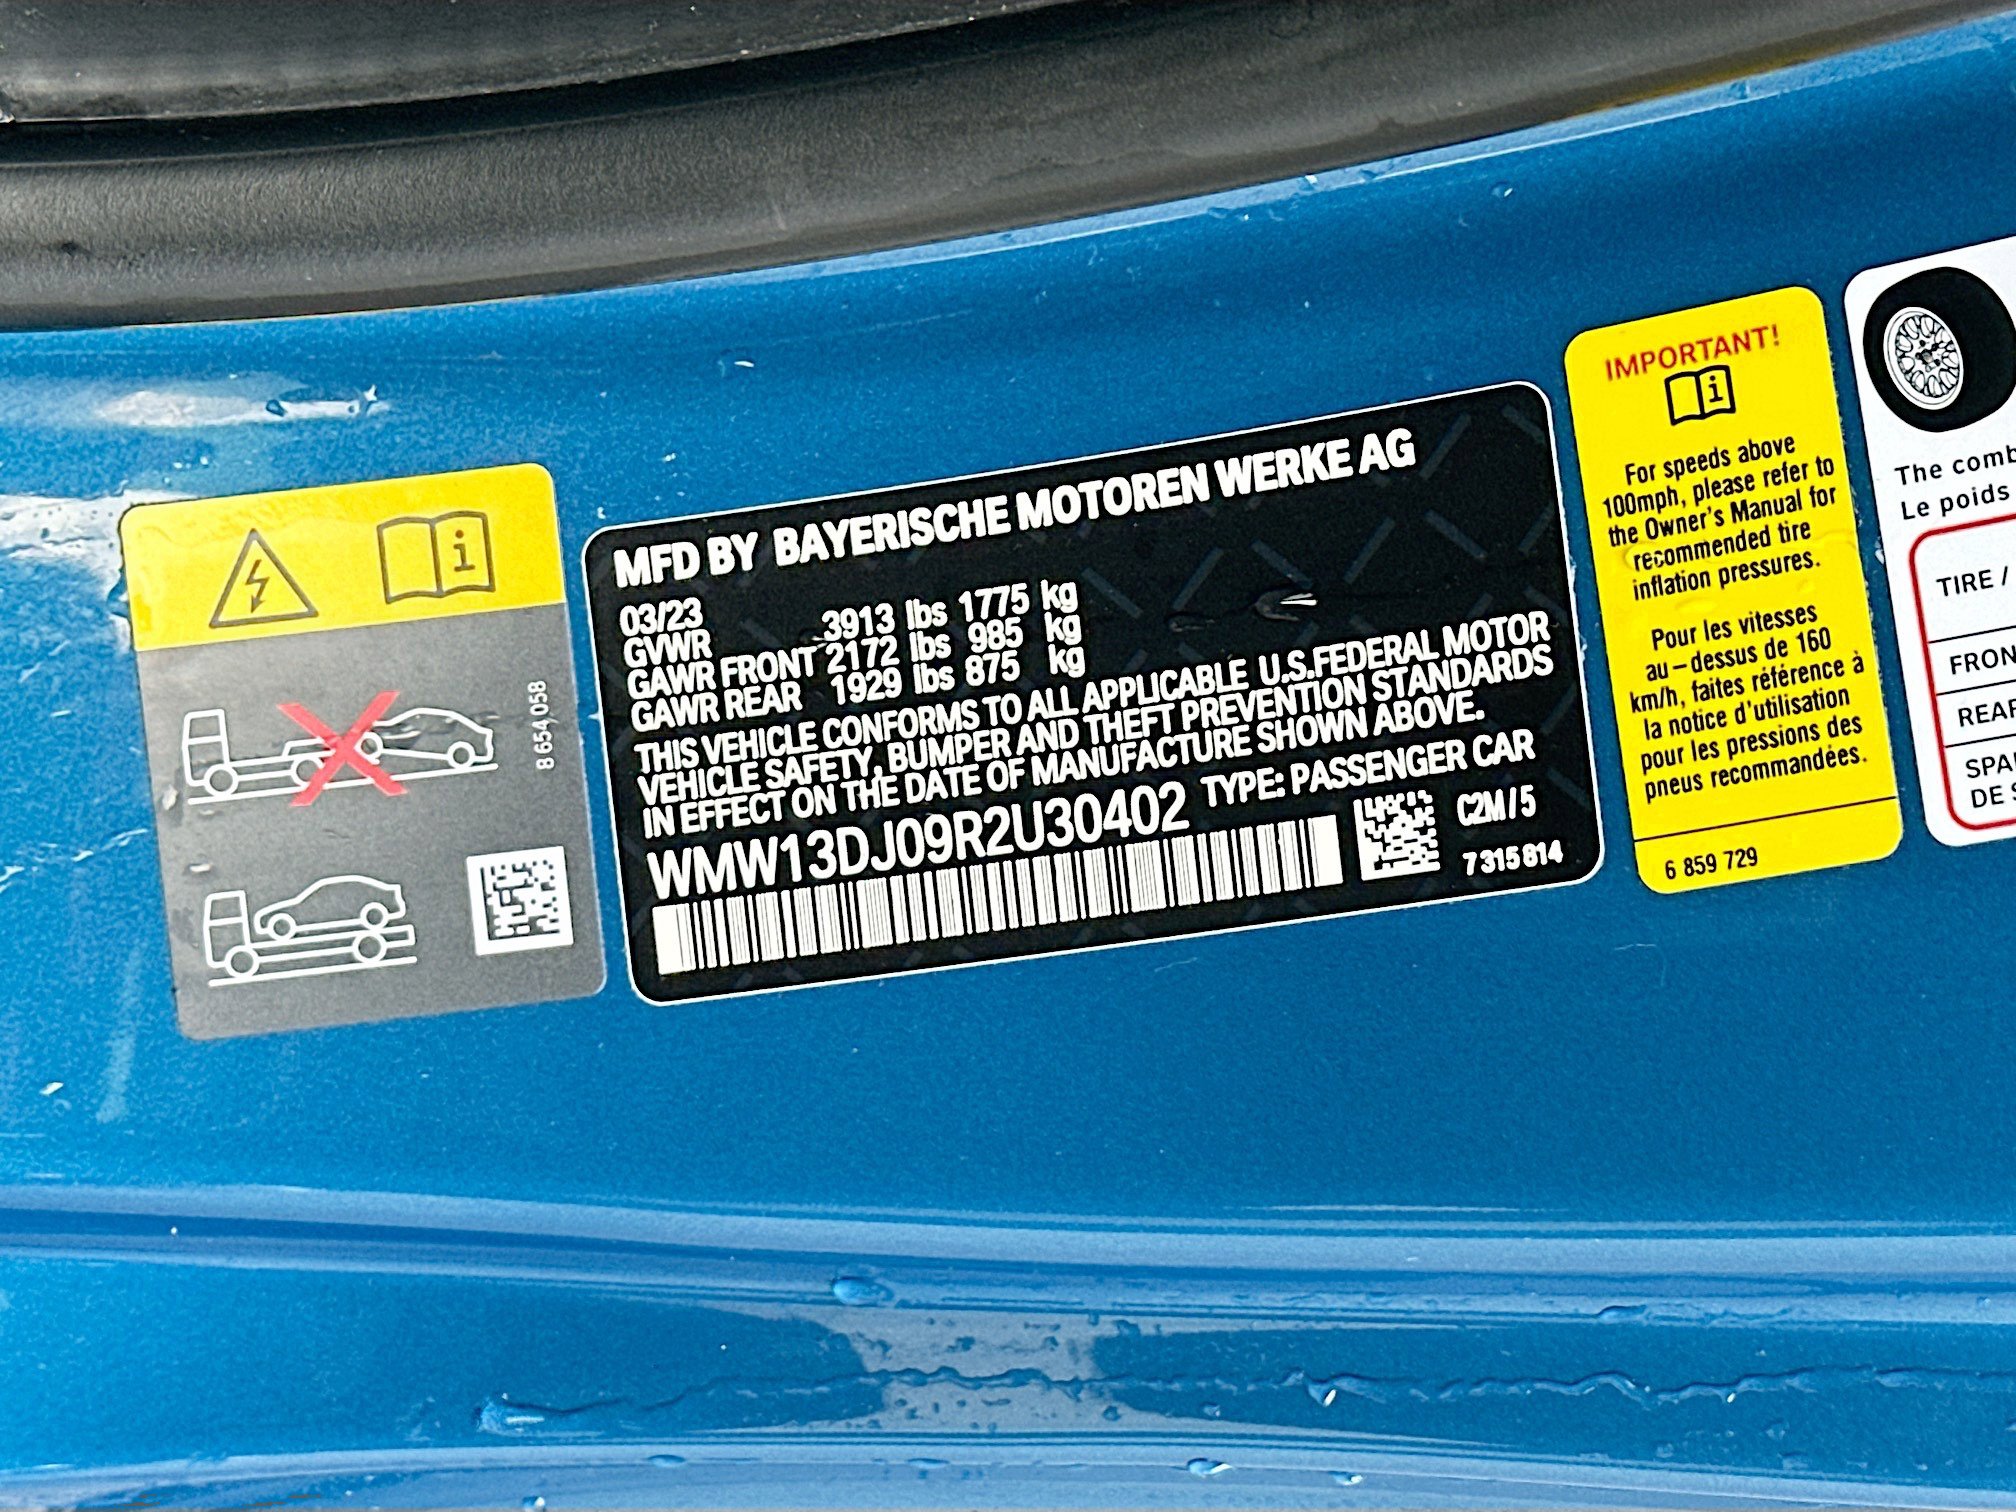 8 654 058
MFD BY BAYERISCHE MOTOREN WERKE AG
03/23
GVWR 3913 lbs 1775 kg
GAWR FRONT 2172 lbs 985 kg
GAWR REAR 1929 lbs 875 kg
THIS VEHICLE CONFORMS TO ALL APPLICABLE U.S.FEDERAL MOTOR
VEHICLE SAFETY, BUMPER AND THEFT PREVENTION STANDARDS
IN EFFECT ON THE DATE OF MANUFACTURE SHOWN ABOVE.
WMW13DJ09R2U30402 TYPE: PASSENGER CAR
C2M/5
7 315 814
IMPORTANT!
For speeds above
100mph, please refer to
the Owner's Manual for
recommended tire
inflation pressures.
Pour les vitesses
au-dessus de 160
km/h, faites référence à
la notice d'utilisation
pour les pressions des
pneus recommandées.
6 859 729
The comb
Le poids
TIRE /
FRON
REAR
SPA
DE S